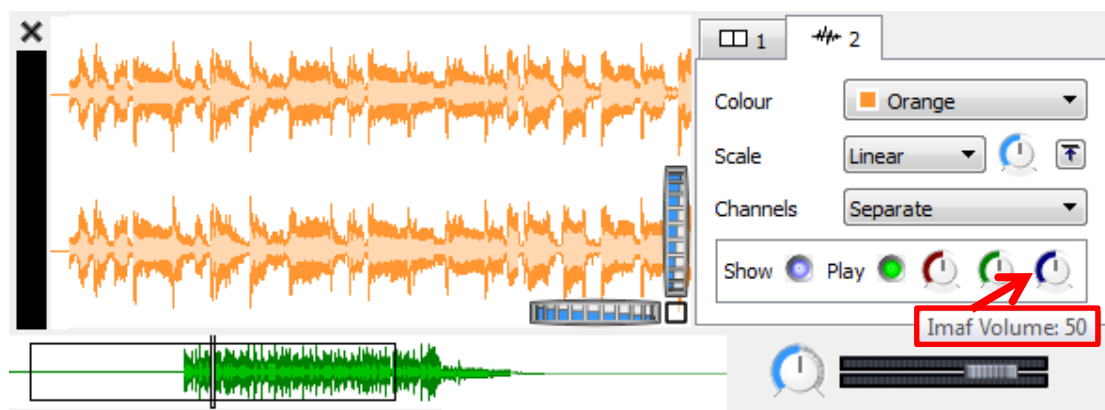 1
2
Colour Orange
Scale Linear
Channels Separate
Show Play
Imaf Volume: 50